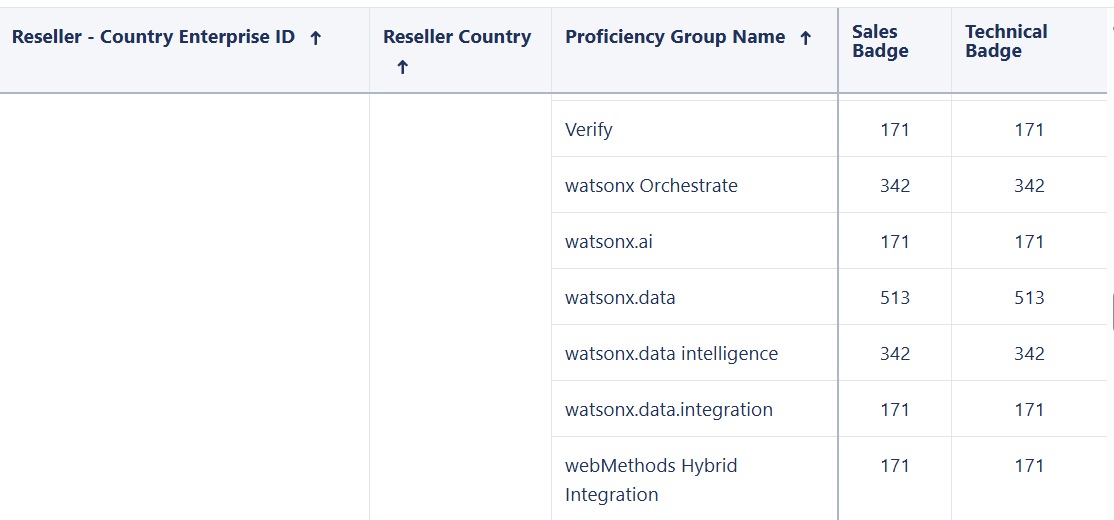 Reseller - Country Enterprise ID ↑ Reseller Country ↑ Proficiency Group Name ↑ Sales Badge Technical Badge
Verify 171 171
watsonx Orchestrate 342 342
watsonx.ai 171 171
watsonx.data 513 513
watsonx.data intelligence 342 342
watsonx.data.integration 171 171
webMethods Hybrid 171 171
Integration